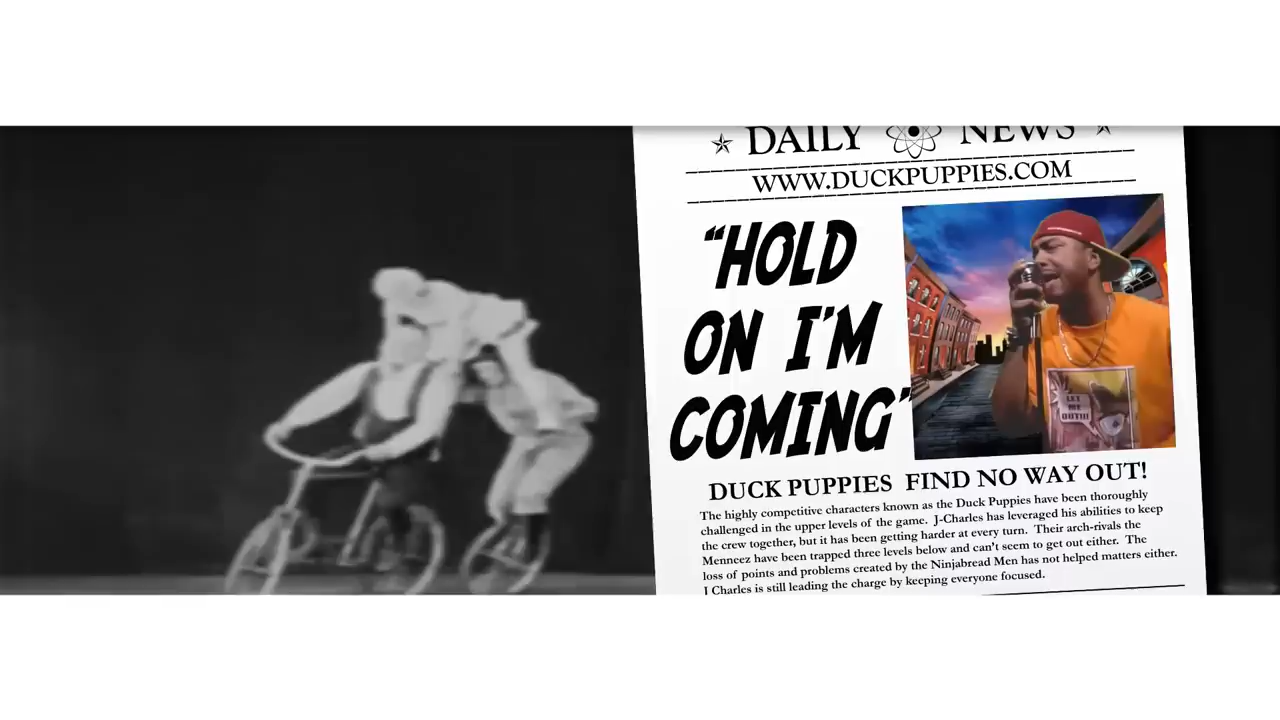 DAILY NEWS
WWW.DUCKPUPPIES.COM
"HOLD
ON I'M
COMING"
LET
ME
OUT!!!
DUCK PUPPIES FIND NO WAY OUT!
The highly competitive characters known as the Duck Puppies have been thoroughly
challenged in the upper levels of the game. J-Charles has leveraged his abilities to keep
the crew together, but it has been getting harder at every turn. Their arch-rivals the
Menneez have been trapped three levels below and can't seem to get out either. The
loss of points and problems created by the Ninjabread Men has not helped matters either.
J Charles is still leading the charge by keeping everyone focused.